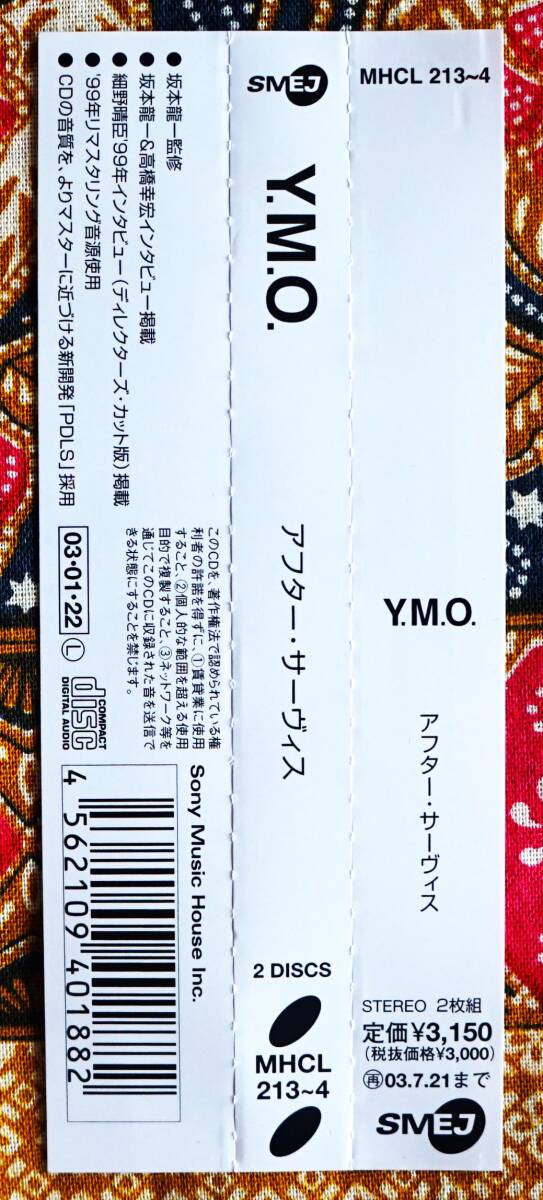 MHCL 213~4
Y.M.O.
アフター・サーヴィス
STEREO 2枚組
定価¥3,150
(税抜価格¥3,000)
再03.7.21まで
SMEJ
SMEJ
Y.M.O.
アフター・サーヴィス
2 DISCS
MHCL
213~4
●坂本龍一監修
●坂本龍一&高橋幸宏インタビュー掲載
●細野晴臣'99年インタビュー(ディレクターズ・カット版)掲載
●'99年リマスタリング音源使用
●CDの音質を、よりマスターに近づける新開発「PDLS」採用
このCDを、著作権法で認められている権
利者の許諾を得ずに、①賃貸業に使用
すること、②個人的な範囲を超える使用
目的で複製すること、③ネットワーク等を
通じてこのCDに収録された音を送信で
きる状態にすることを禁じます。
03・01・22 L
COMPACT
disc
DIGITAL AUDIO
Sony Music House Inc.
4 562109 401882